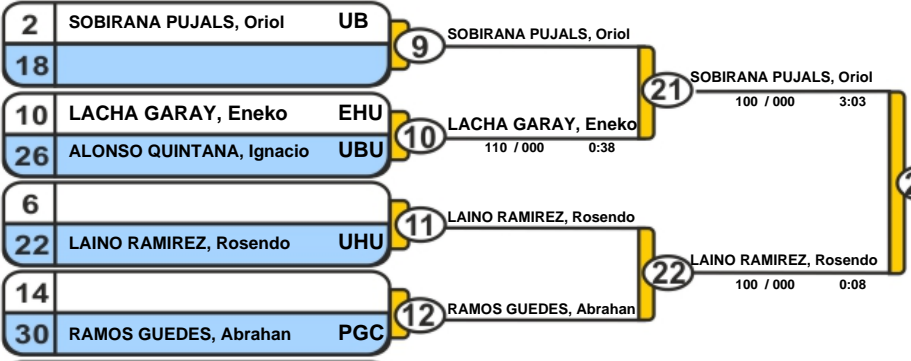 2 SOBIRANA PUJALS, Oriol UB
18
9 SOBIRANA PUJALS, Oriol
10 LACHA GARAY, Eneko EHU
26 ALONSO QUINTANA, Ignacio UBU
10 LACHA GARAY, Eneko
110 / 000 0:38
21 SOBIRANA PUJALS, Oriol
100 / 000 3:03
6
22 LAINO RAMIREZ, Rosendo UHU
11 LAINO RAMIREZ, Rosendo
14
30 RAMOS GUEDES, Abrahan PGC
12 RAMOS GUEDES, Abrahan
22 LAINO RAMIREZ, Rosendo
100 / 000 0:08